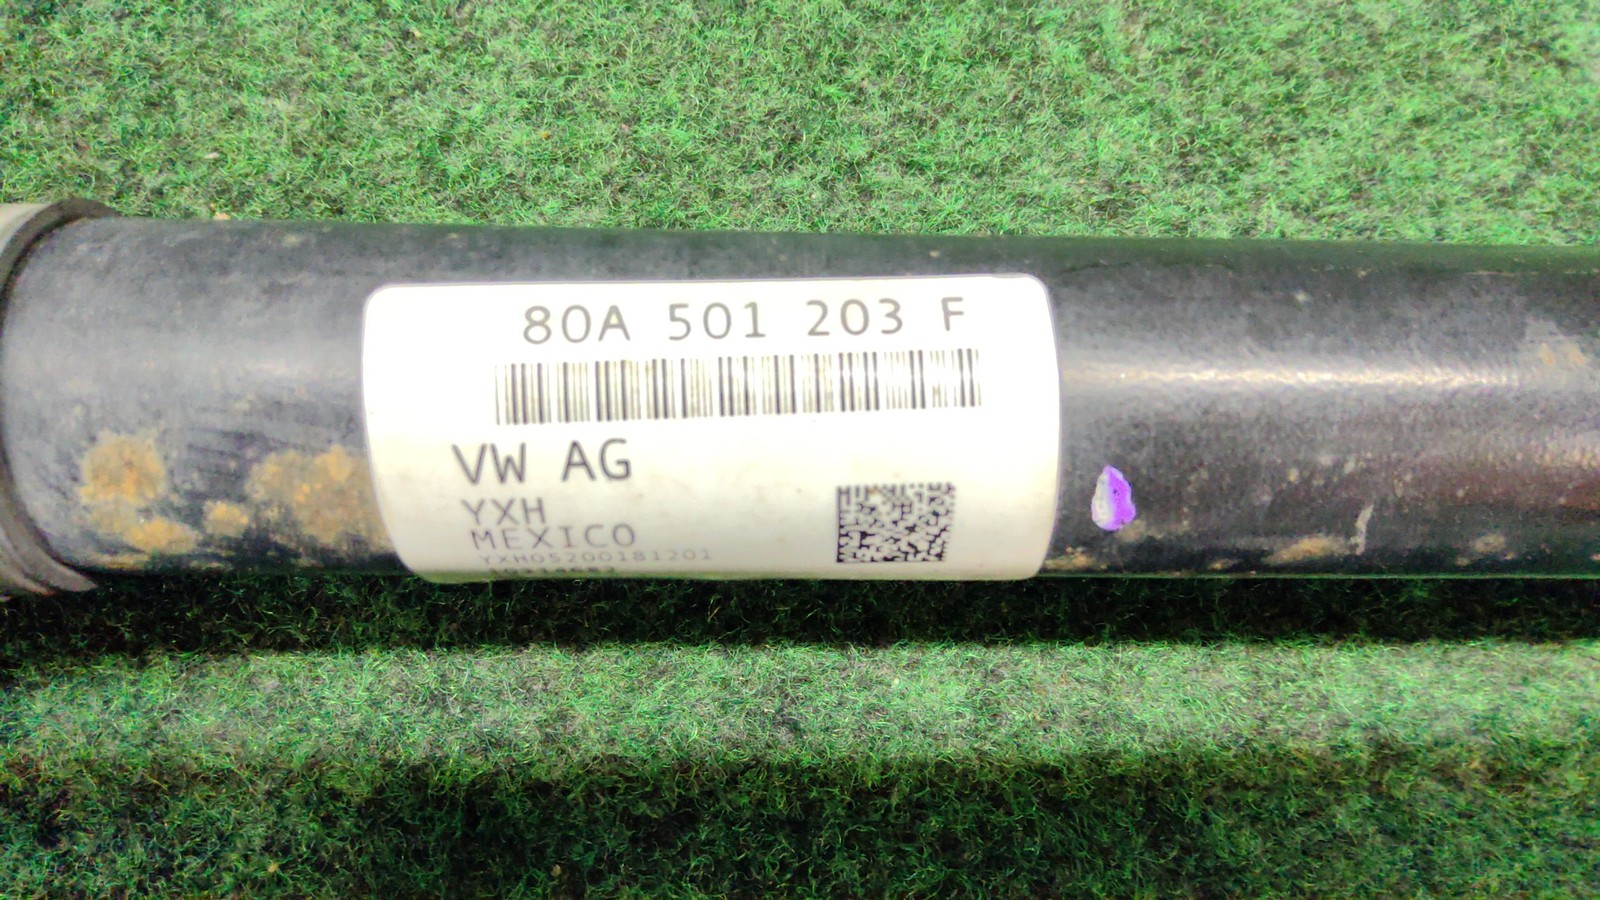 80A 501 203 F
VW AG
YXH
MEXICO
YXH05200181201